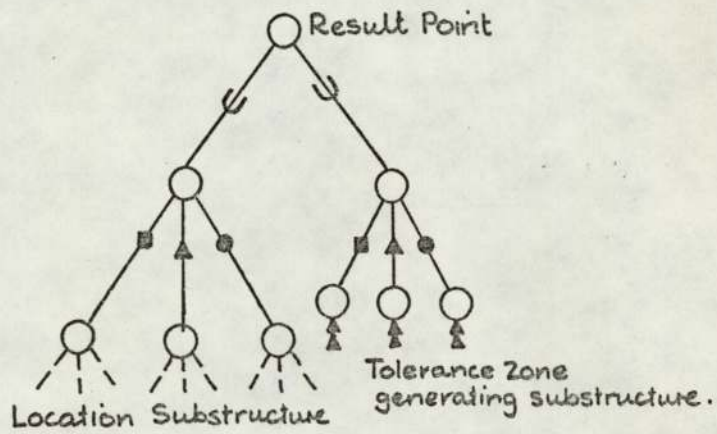 Result Point
Tolerance Zone
generating substructure.
Location Substructure